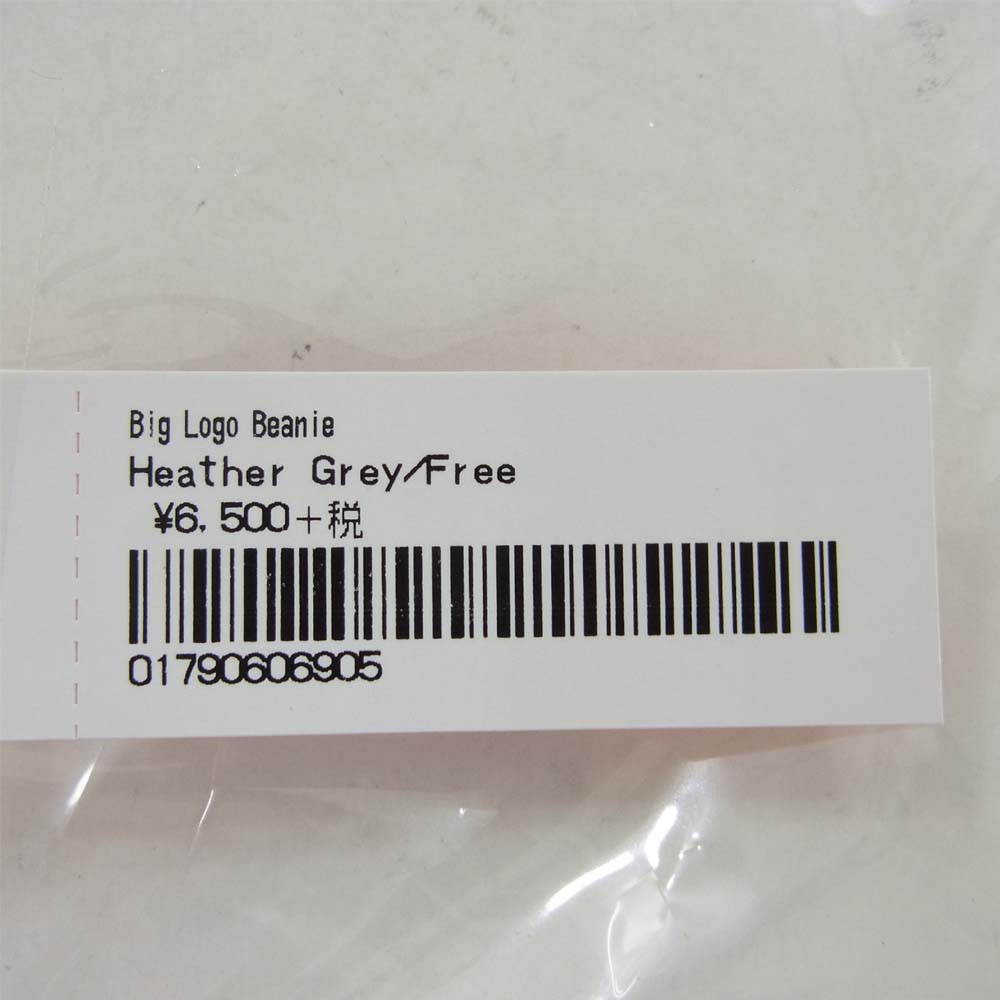 Big Logo Beanie
Heather Grey/Free
¥6,500+税
01790606905